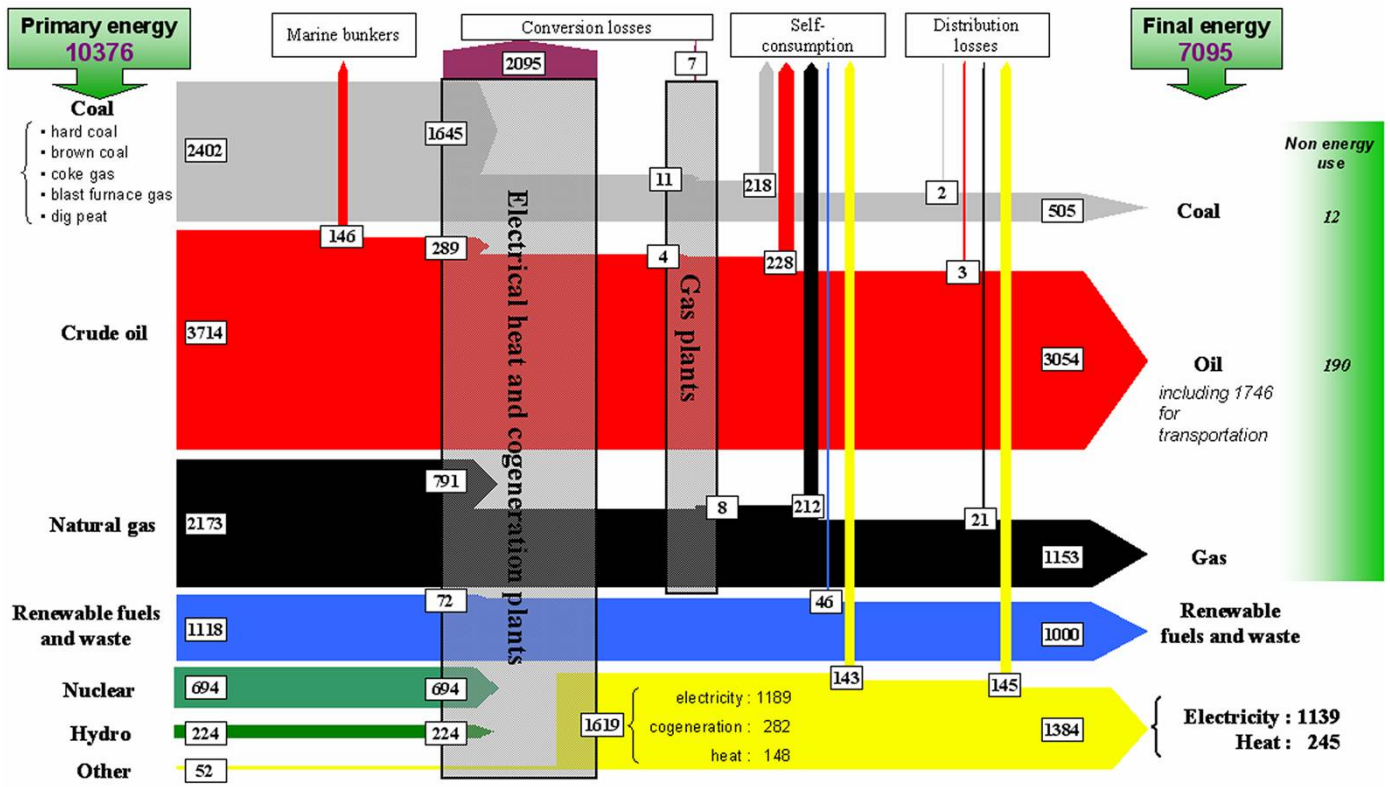 Primary energy
10376
Marine bunkers
Conversion losses
Self-
consumption
Distribution
losses
Final energy
7095
2095
7
Coal
▪ hard coal
▪ brown coal
▪ coke gas
▪ blast furnace gas
▪ dig peat
2402
1645
11
218
2
505
Coal
Non energy
use
12
146
289
4
228
3
Crude oil
3714
3054
Oil
including 1746
for
transportation
190
Electrical heat and cogeneration plants
Gas plants
791
8
212
21
Natural gas
2173
1153
Gas
72
46
Renewable fuels
and waste
1118
1000
Renewable
fuels and waste
Nuclear
694
694
143
145
Hydro
224
224
1619
electricity : 1189
cogeneration : 282
heat : 148
1384
Electricity : 1139
Heat : 245
Other
52